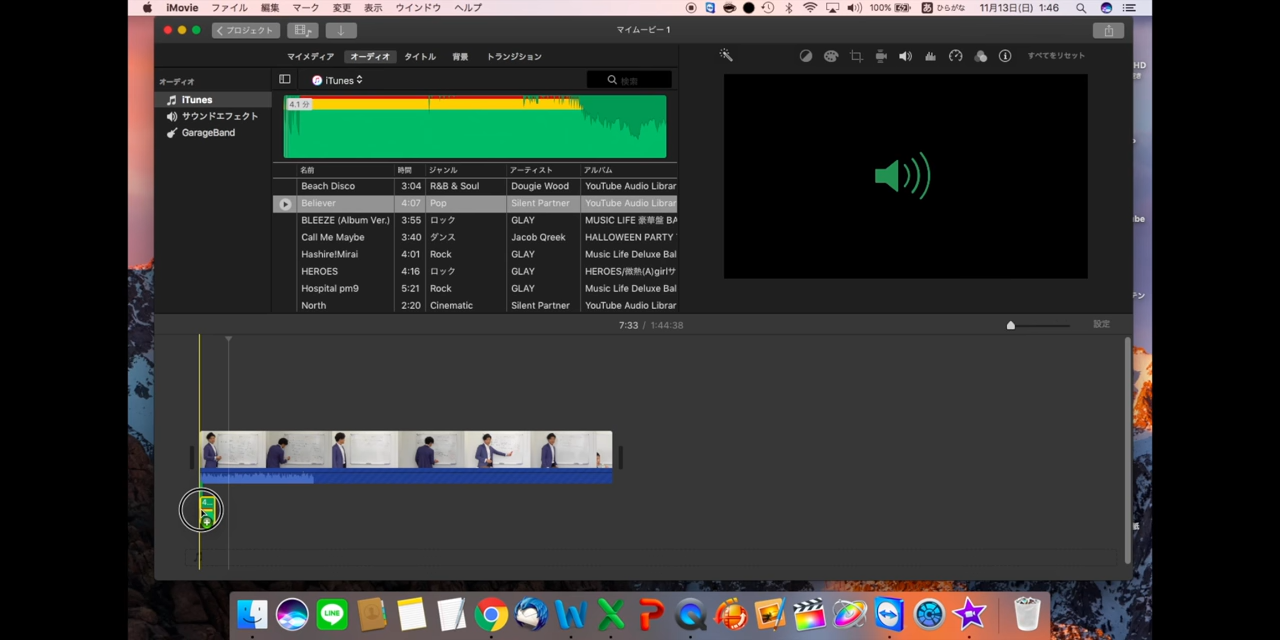 iMovie ファイル 編集 マーク 変更 表示 ウインドウ ヘルプ 100% あ ひらがな 11月13日(日) 1:46
プロジェクト マイムービー 1
マイメディア オーディオ タイトル 背景 トランジション すべてをリセット
オーディオ iTunes 検索
iTunes
サウンドエフェクト
GarageBand
4.1 分
名前 時間 ジャンル アーティスト アルバム
Beach Disco 3:04 R&B & Soul Dougie Wood YouTube Audio Librar
Believer 4:07 Pop Silent Partner YouTube Audio Librar
BLEEZE (Album Ver.) 3:55 ロック GLAY MUSIC LIFE 豪華盤 BA
Call Me Maybe 3:40 ダンス Jacob Qreek HALLOWEEN PARTY
Hashire!Mirai 4:01 Rock GLAY Music Life Deluxe Bal
HEROES 4:16 ロック GLAY HEROES/微熱(A)girlサ
Hospital pm9 5:21 Rock GLAY Music Life Deluxe Bal
North 2:20 Cinematic Silent Partner YouTube Audio Librar
7:33 / 1:44:38 設定
4...
HD
be
テン
紙
LINE